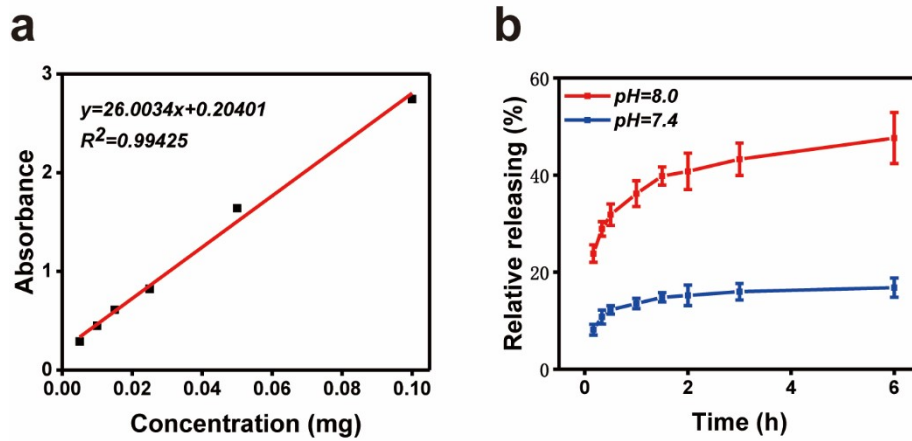 a
3
2
1
0
0.00
0.02
0.04
0.06
0.08
0.10
y=26.0034x+0.20401
R²=0.99425
Absorbance
Concentration (mg)
b
60
40
20
0
0
2
4
6
pH=8.0
pH=7.4
Relative releasing (%)
Time (h)